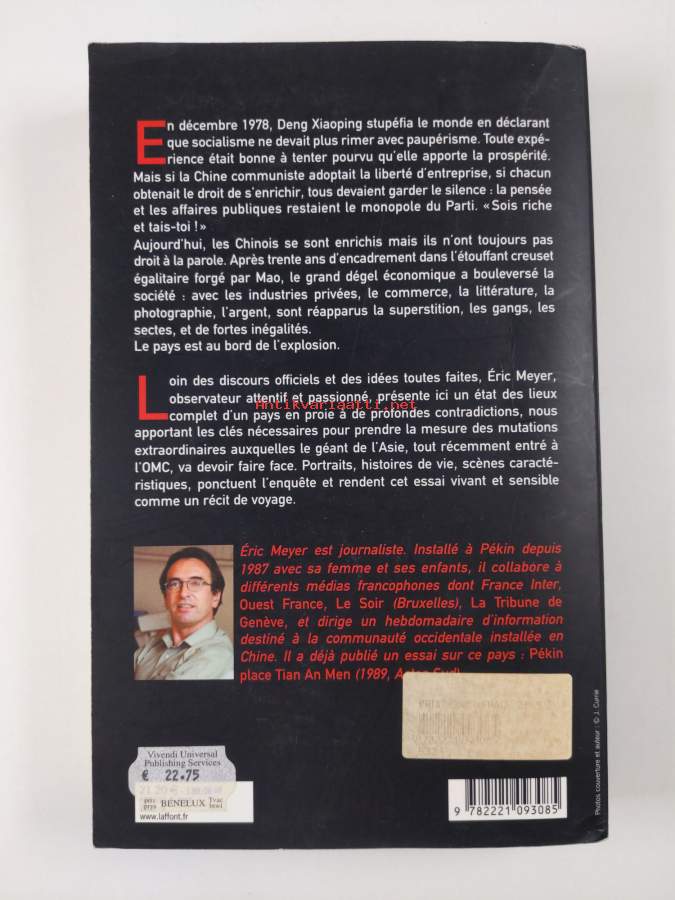 En décembre 1978, Deng Xiaoping stupéfia le monde en déclarant
que socialisme ne devait plus rimer avec paupérisme. Toute expé-
rience était bonne à tenter pourvu qu'elle apporte la prospérité.
Mais si la Chine communiste adoptait la liberté d'entreprise, si chacun
obtenait le droit de s'enrichir, tous devaient garder le silence : la pensée
et les affaires publiques restaient le monopole du Parti. « Sois riche
et tais-toi ! »
Aujourd'hui, les Chinois se sont enrichis mais ils n'ont toujours pas
droit à la parole. Après trente ans d'encadrement dans l'étouffant creuset
égalitaire forgé par Mao, le grand dégel économique a bouleversé la
société : avec les industries privées, le commerce, la littérature, la
photographie, l'argent, sont réapparus la superstition, les gangs, les
sectes, et de fortes inégalités.
Le pays est au bord de l'explosion.
Loin des discours officiels et des idées toutes faites, Éric Meyer,
observateur attentif et passionné, présente ici un état des lieux
Antikvariaatti.net
complet d'un pays en proie à de profondes contradictions, nous
apportant les clés nécessaires pour prendre la mesure des mutations
extraordinaires auxquelles le géant de l'Asie, tout récemment entré à
l'OMC, va devoir faire face. Portraits, histoires de vie, scènes caracté-
ristiques, ponctuent l'enquête et rendent cet essai vivant et sensible
comme un récit de voyage.
Éric Meyer est journaliste. Installé à Pékin depuis
1987 avec sa femme et ses enfants, il collabore à
différents médias francophones dont France Inter,
Ouest France, Le Soir (Bruxelles), La Tribune de
Genève, et dirige un hebdomadaire d'information
destiné à la communauté occidentale installée en
Chine. Il a déjà publié un essai sur ce pays : Pékin
place Tian An Men (1989, Actes Sud)
Photos couverture et auteur : © J. Currie
Vivendi Universal
Publishing Services
€ 22.75
21,20 €
prix
pays BENELUX
www.laffont.fr
9 782221 093085